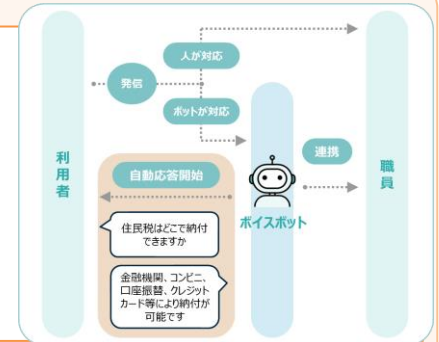 人が対応
発信
ボットが対応
利用者
自動応答開始
連携
職員
ボイスボット
住民税はどこで納付
できますか
金融機関、コンビニ、
口座振替、クレジット
カード等により納付が
可能です